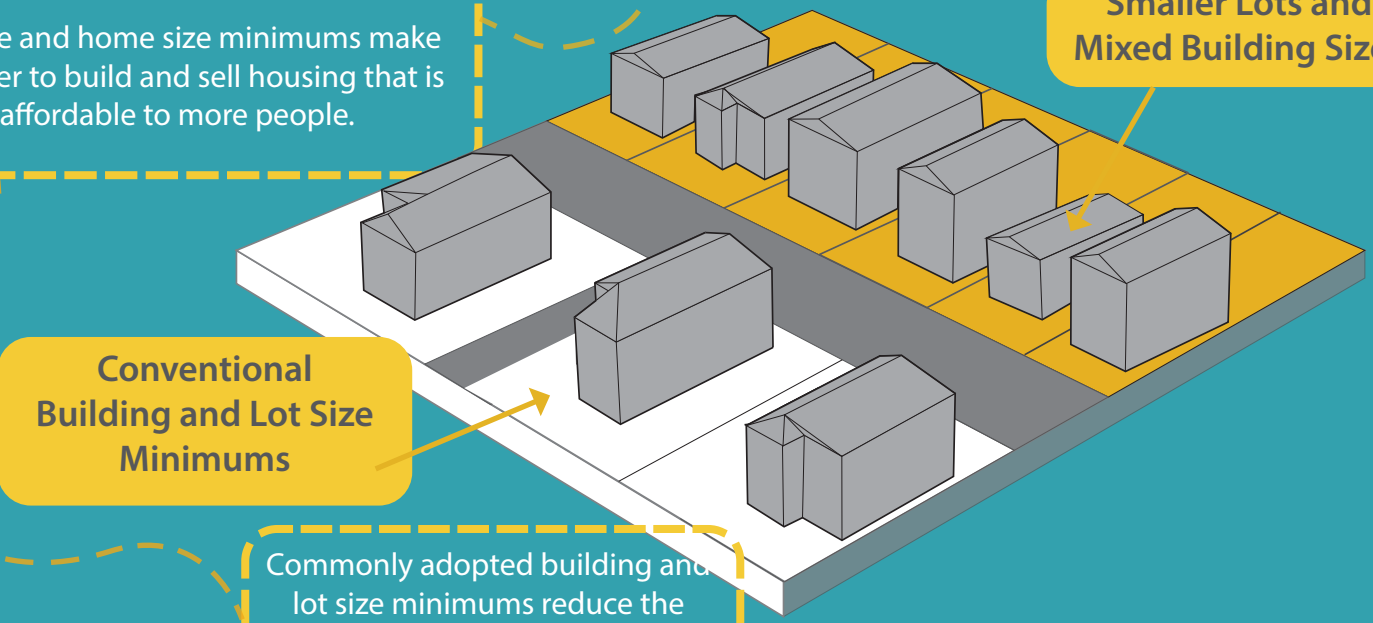 e and home size minimums make
er to build and sell housing that is
affordable to more people.
Smaller Lots and
Mixed Building Size
Conventional
Building and Lot Size
Minimums
Commonly adopted building and
lot size minimums reduce the